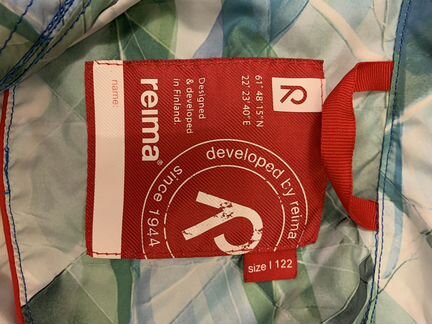 61° 48' 15" N
22° 23' 40" E
developed by reima
since 1944
Designed
& developed
in Finland.
reima®
name:
size | 122